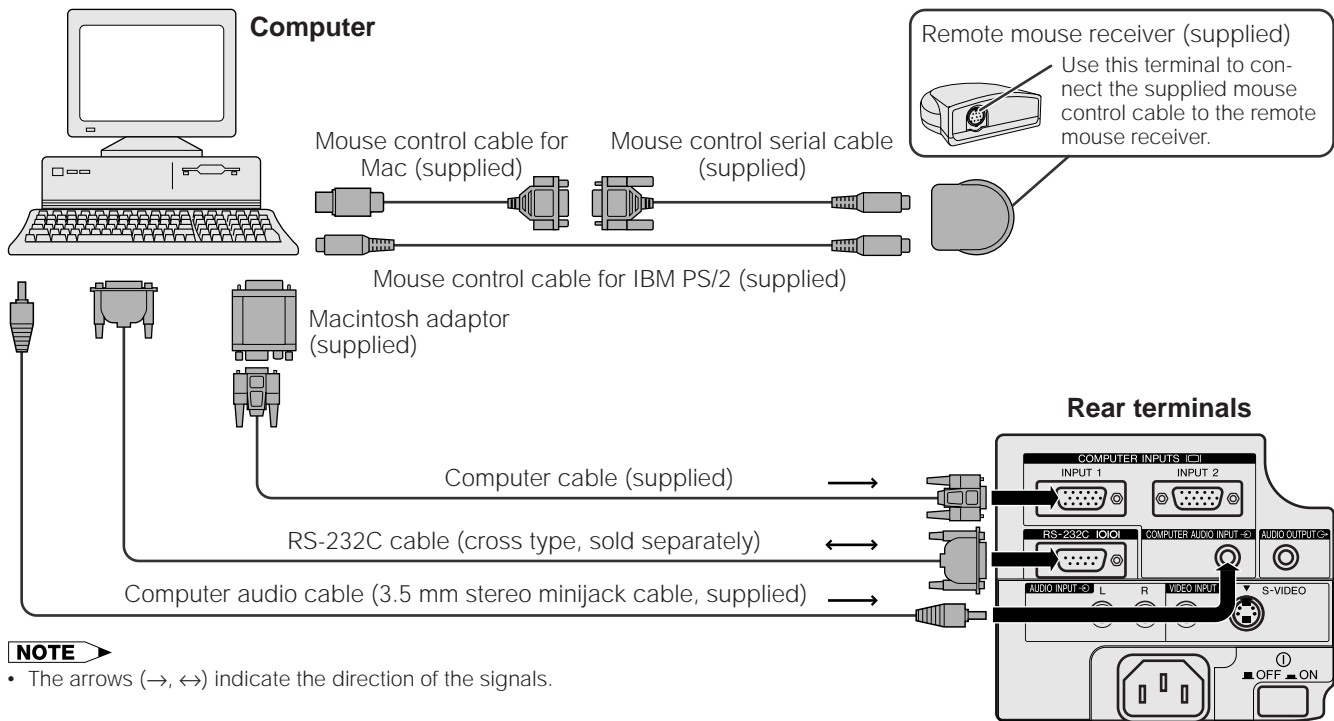 Computer
Remote mouse receiver (supplied)
Use this terminal to con-
nect the supplied mouse
control cable to the remote
mouse receiver.
Mouse control cable for
Mac (supplied)
Mouse control serial cable
(supplied)
Mouse control cable for IBM PS/2 (supplied)
Macintosh adaptor
(supplied)
Rear terminals
Computer cable (supplied)
RS-232C cable (cross type, sold separately)
Computer audio cable (3.5 mm stereo minijack cable, supplied)
COMPUTER INPUTS
INPUT 1
INPUT 2
RS-232C IOIOI
COMPUTER AUDIO INPUT
AUDIO OUTPUT
AUDIO INPUT
L
R
VIDEO INPUT
S-VIDEO
OFF
ON
NOTE
• The arrows (→, ↔) indicate the direction of the signals.